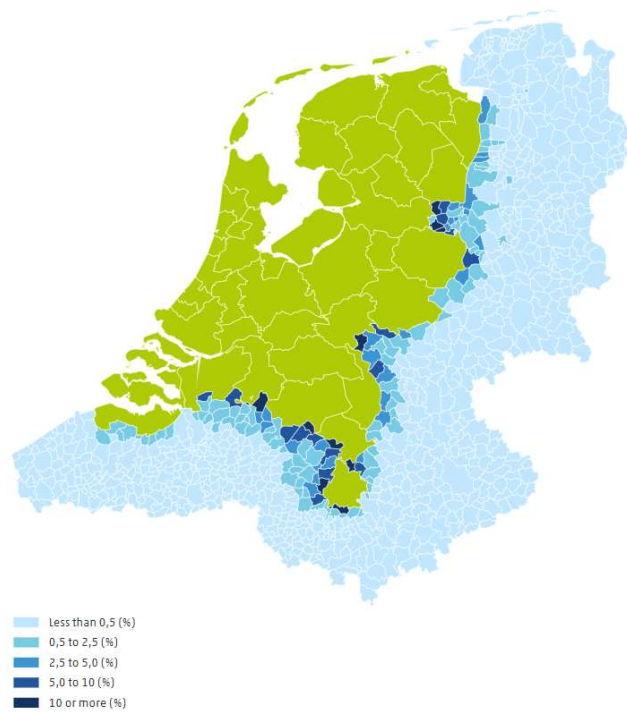 Less than 0,5 (%)
0,5 to 2,5 (%)
2,5 to 5,0 (%)
5,0 to 10 (%)
10 or more (%)